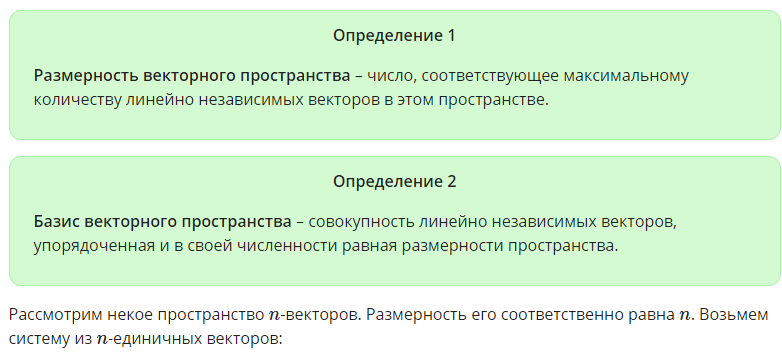 Определение 1
Размерность векторного пространства – число, соответствующее максимальному
количеству линейно независимых векторов в этом пространстве.
Определение 2
Базис векторного пространства – совокупность линейно независимых векторов,
упорядоченная и в своей численности равная размерности пространства.
Рассмотрим некое пространство n-векторов. Размерность его соответственно равна n. Возьмем
систему из n-единичных векторов: